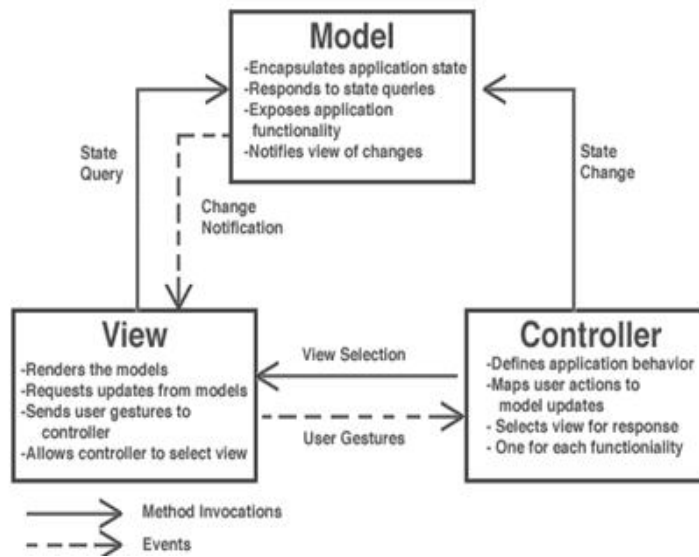 Model
-Encapsulates application state
-Responds to state queries
-Exposes application
functionality
-Notifies view of changes
State
Query
State
Change
Change
Notification
View
-Renders the models
-Requests updates from models
-Sends user gestures to
controller
-Allows controller to select view
View Selection
User Gestures
Controller
-Defines application behavior
-Maps user actions to
model updates
- Selects view for response
- One for each functioniality
Method Invocations
Events